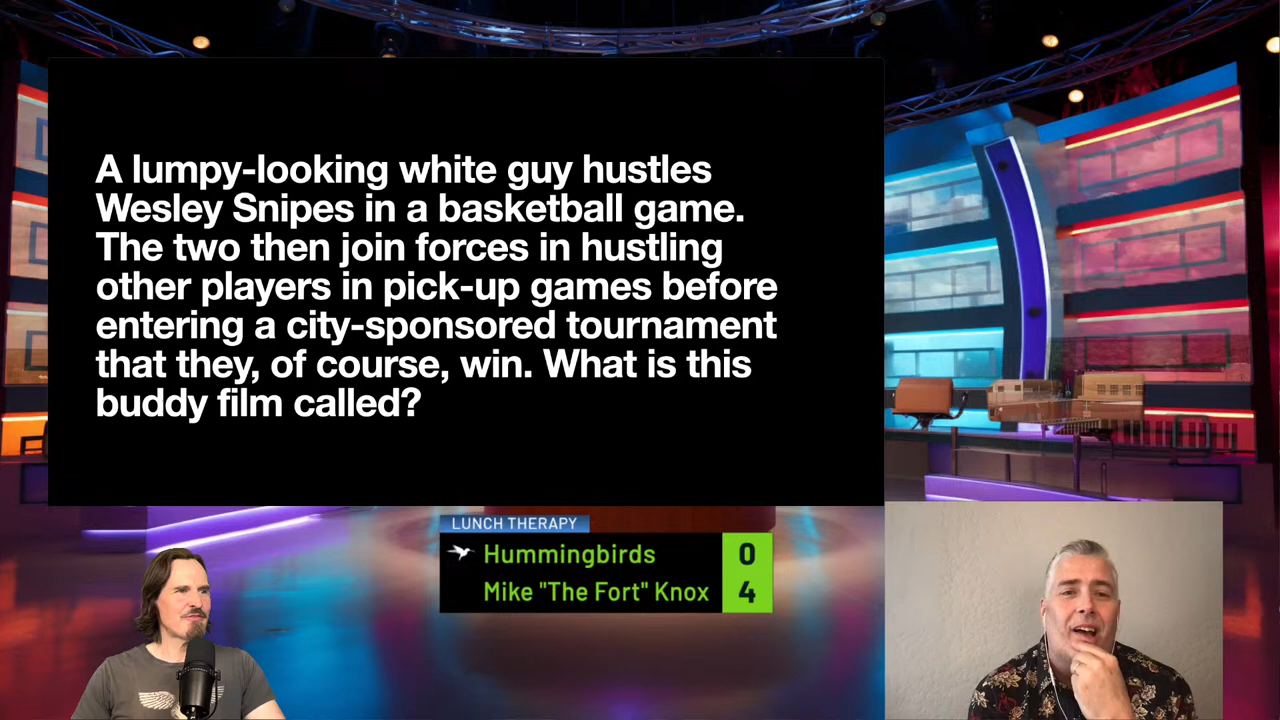 A lumpy-looking white guy hustles
Wesley Snipes in a basketball game.
The two then join forces in hustling
other players in pick-up games before
entering a city-sponsored tournament
that they, of course, win. What is this
buddy film called?
LUNCH THERAPY
Hummingbirds 0
Mike "The Fort" Knox 4